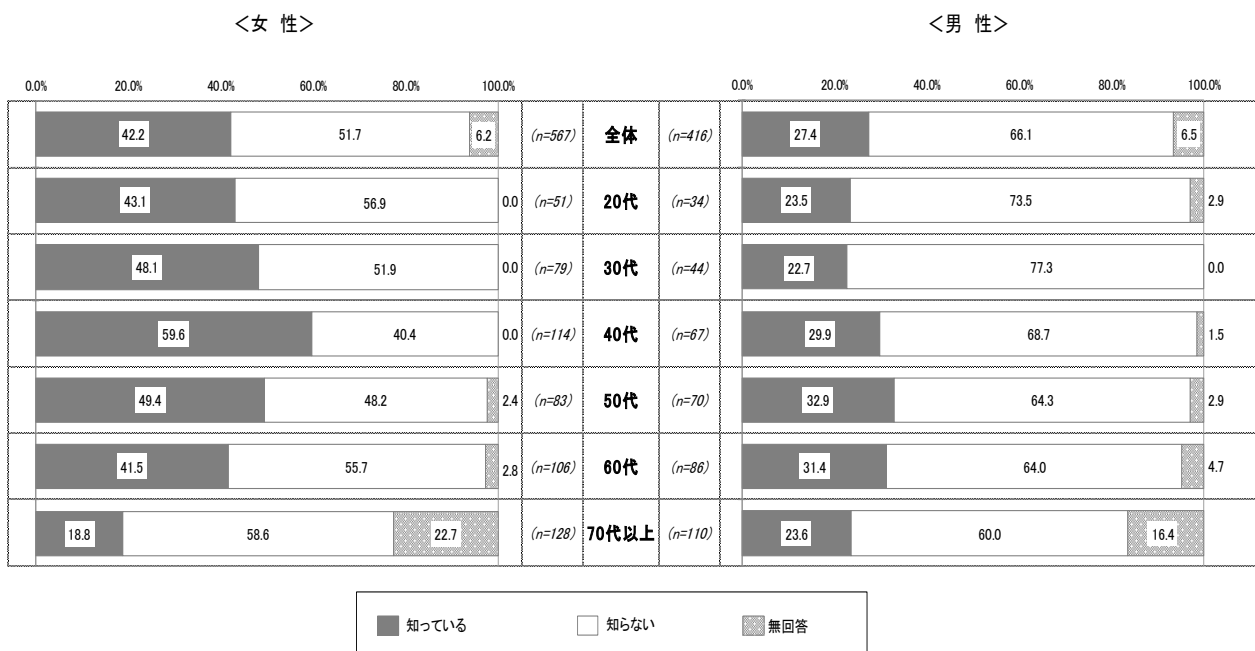 ＜女 性＞ ＜男 性＞
0.0% 20.0% 40.0% 60.0% 80.0% 100.0% 0.0% 20.0% 40.0% 60.0% 80.0% 100.0%
42.2 51.7 6.2 (n=567) 全体 (n=416) 27.4 66.1 6.5
43.1 56.9 0.0 (n=51) 20代 (n=34) 23.5 73.5 2.9
48.1 51.9 0.0 (n=79) 30代 (n=44) 22.7 77.3 0.0
59.6 40.4 0.0 (n=114) 40代 (n=67) 29.9 68.7 1.5
49.4 48.2 2.4 (n=83) 50代 (n=70) 32.9 64.3 2.9
41.5 55.7 2.8 (n=106) 60代 (n=86) 31.4 64.0 4.7
18.8 58.6 22.7 (n=128) 70代以上 (n=110) 23.6 60.0 16.4
知っている 知らない 無回答